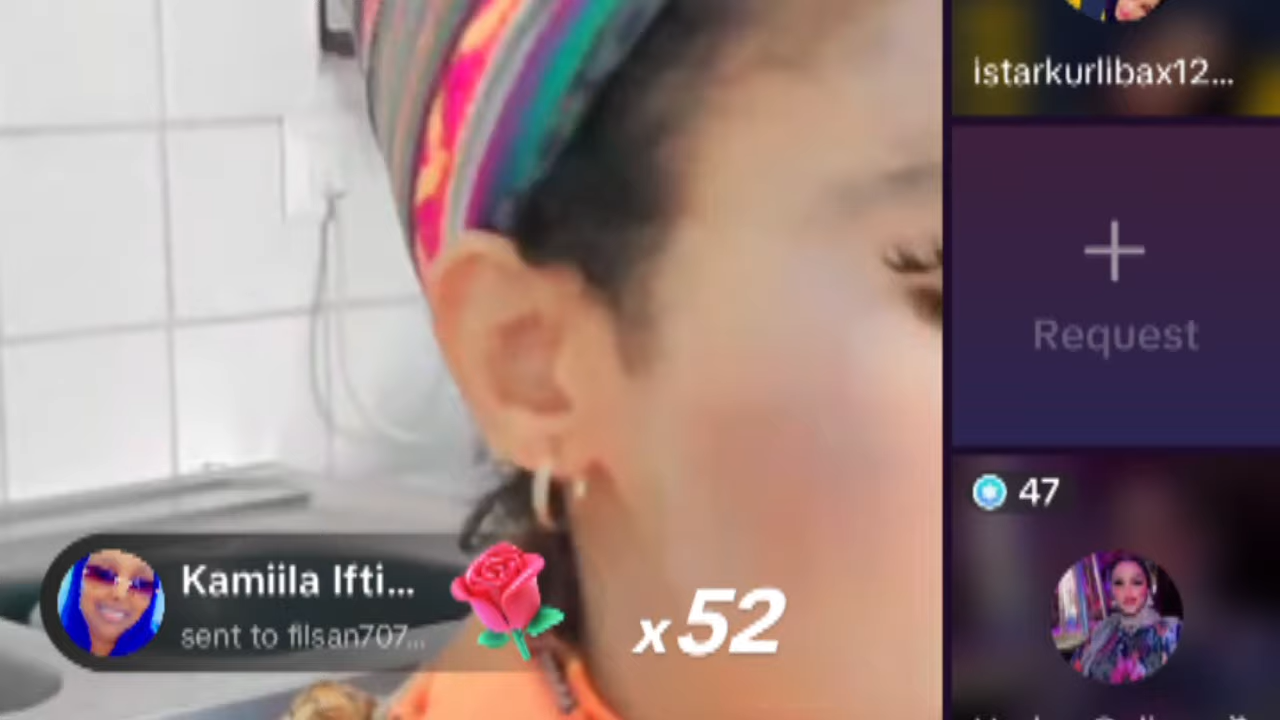 istarkurlibax12...
Request
47
Kamiila Ifti...
sent to filsan707...
x52